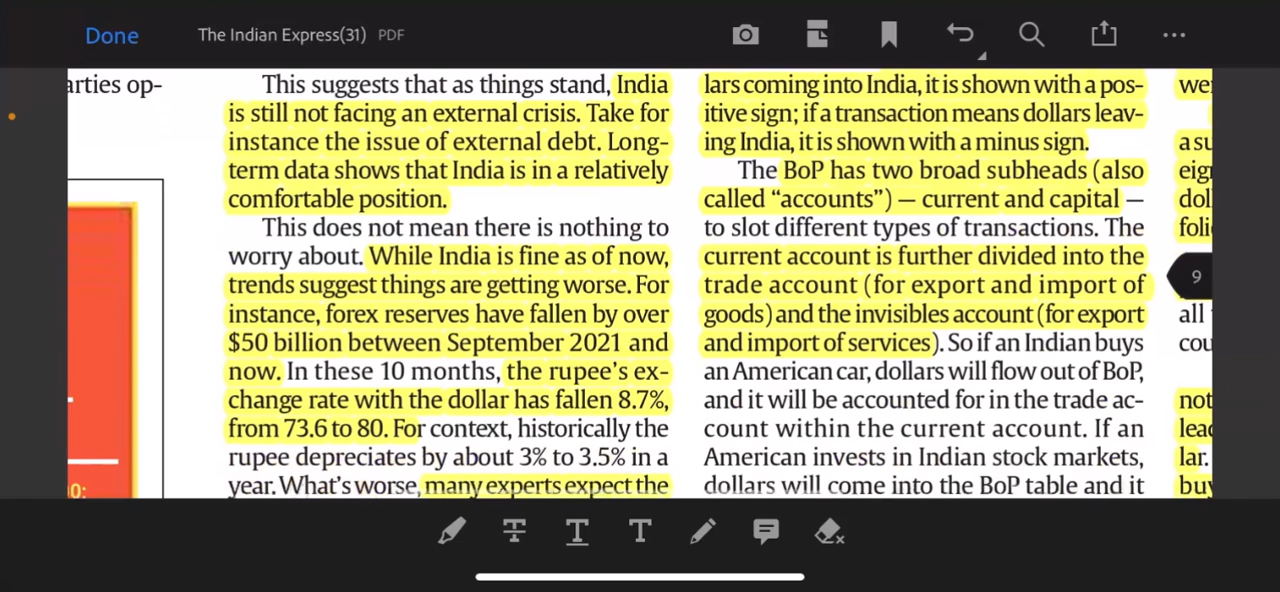 Done
The Indian Express(31) PDF
arties op-
0:
This suggests that as things stand, India
is still not facing an external crisis. Take for
instance the issue of external debt. Long-
term data shows that India is in a relatively
comfortable position.
This does not mean there is nothing to
worry about. While India is fine as of now,
trends suggest things are getting worse. For
instance, forex reserves have fallen by over
$50 billion between September 2021 and
now. In these 10 months, the rupee's ex-
change rate with the dollar has fallen 8.7%,
from 73.6 to 80. For context, historically the
rupee depreciates by about 3% to 3.5% in a
year. What's worse, many experts expect the
lars coming into India, it is shown with a pos-
itive sign; if a transaction means dollars leav-
ing India, it is shown with a minus sign.
The BoP has two broad subheads (also
called “accounts”) — current and capital —
to slot different types of transactions. The
current account is further divided into the
trade account (for export and import of
goods) and the invisibles account (for export
and import of services). So if an Indian buys
an American car, dollars will flow out of BoP,
and it will be accounted for in the trade ac-
count within the current account. If an
American invests in Indian stock markets,
dollars will come into the BoP table and it
a su
dol
9
all
cou
not
lar.
buy